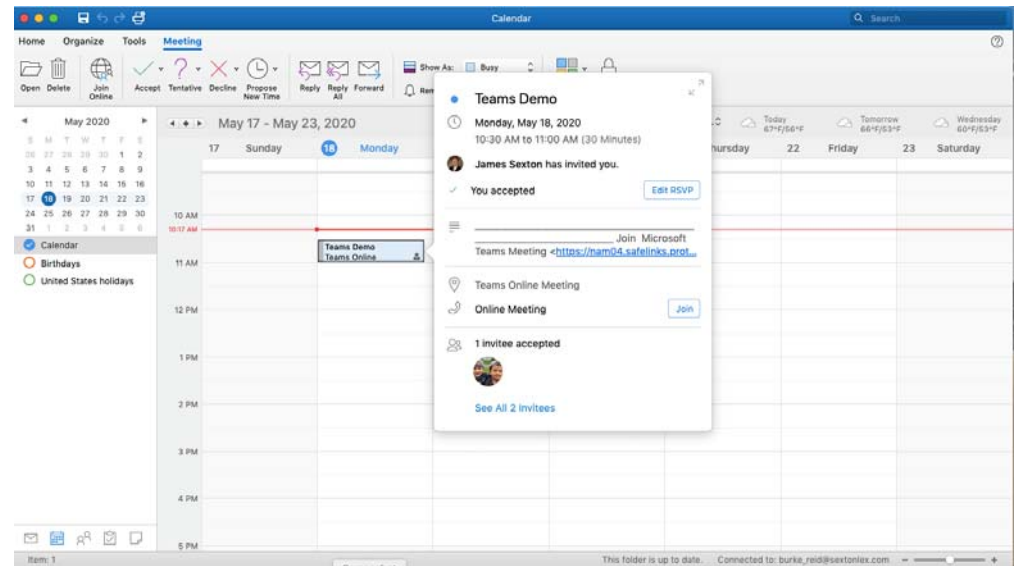 Calendar
Search
Home Organize Tools Meeting
Open Delete Join Online Accept Tentative Decline Propose New Time Reply Reply All Forward Show As: Busy
May 2020
May 17 - May 23, 2020
Today 67°F/56°F Tomorrow 66°F/53°F Wednesday 60°F/53°F
S M T W T F S
26 27 28 29 30 1 2
3 4 5 6 7 8 9
10 11 12 13 14 15 16
17 18 19 20 21 22 23
24 25 26 27 28 29 30
31 1 2 3 4 5 6
17 Sunday 18 Monday hursday 22 Friday 23 Saturday
Calendar
Birthdays
United States holidays
10 AM
10:17 AM
11 AM
12 PM
1 PM
2 PM
3 PM
4 PM
5 PM
Teams Demo
Teams Online
Teams Demo
Monday, May 18, 2020
10:30 AM to 11:00 AM (30 Minutes)
James Sexton has invited you.
You accepted Edit RSVP
Join Microsoft
Teams Meeting <https://nam04.safelinks.prot...
Teams Online Meeting
Online Meeting Join
1 invitee accepted
See All 2 Invitees
Item: 1
This folder is up to date. Connected to: burke_reid@sextonlex.com